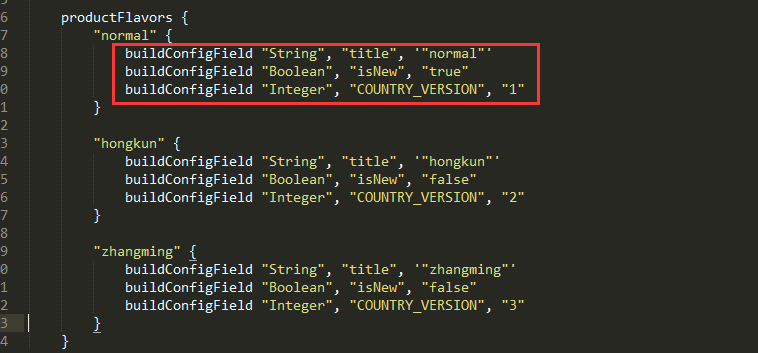 6 productFlavors {
7 "normal" {
8 buildConfigField "String", "title", '"normal"'
9 buildConfigField "Boolean", "isNew", "true"
0 buildConfigField "Integer", "COUNTRY_VERSION", "1"
1 }
2
3 "hongkun" {
4 buildConfigField "String", "title", '"hongkun"'
5 buildConfigField "Boolean", "isNew", "false"
6 buildConfigField "Integer", "COUNTRY_VERSION", "2"
7 }
8
9 "zhangming" {
0 buildConfigField "String", "title", '"zhangming"'
1 buildConfigField "Boolean", "isNew", "false"
2 buildConfigField "Integer", "COUNTRY_VERSION", "3"
3 }
4 }